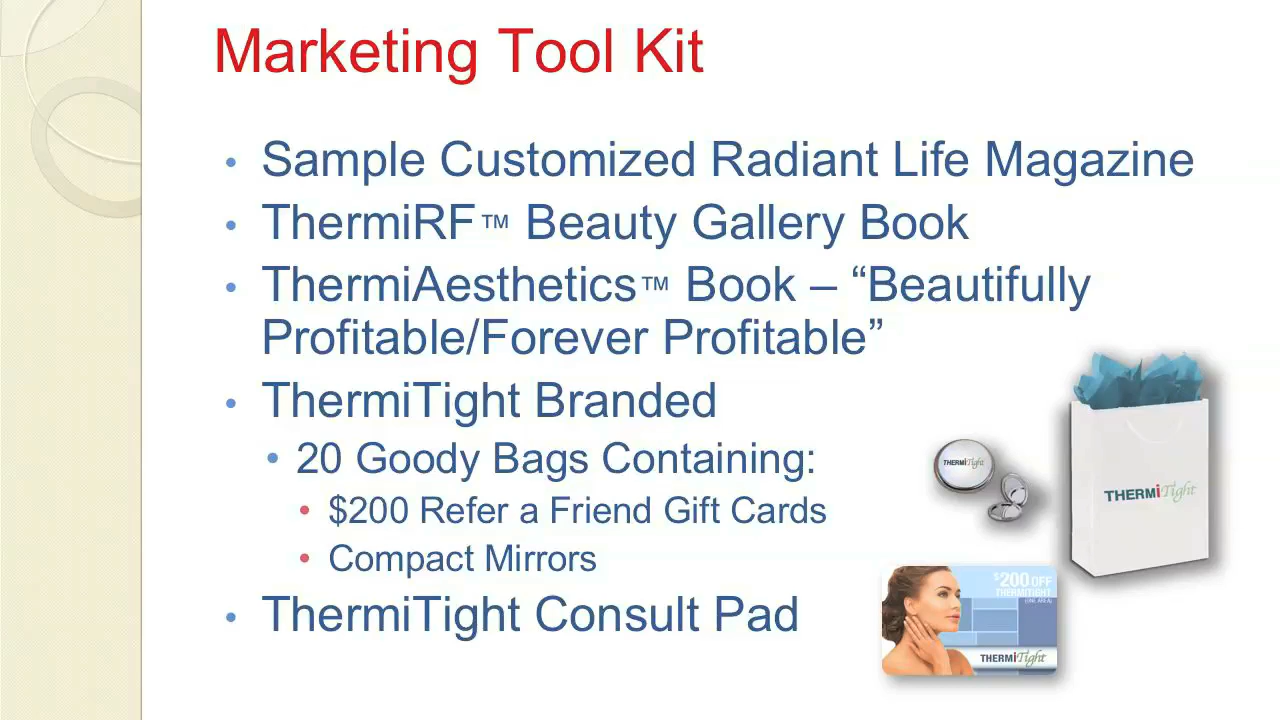 Marketing Tool Kit
• Sample Customized Radiant Life Magazine
• ThermiRF™ Beauty Gallery Book
• ThermiAesthetics™ Book – “Beautifully
Profitable/Forever Profitable”
• ThermiTight Branded
• 20 Goody Bags Containing:
• $200 Refer a Friend Gift Cards
• Compact Mirrors
• ThermiTight Consult Pad
THERMiTight
THERMiTight
$200 OFF
THERMITIGHT
(ONE AREA)
THERMiTight